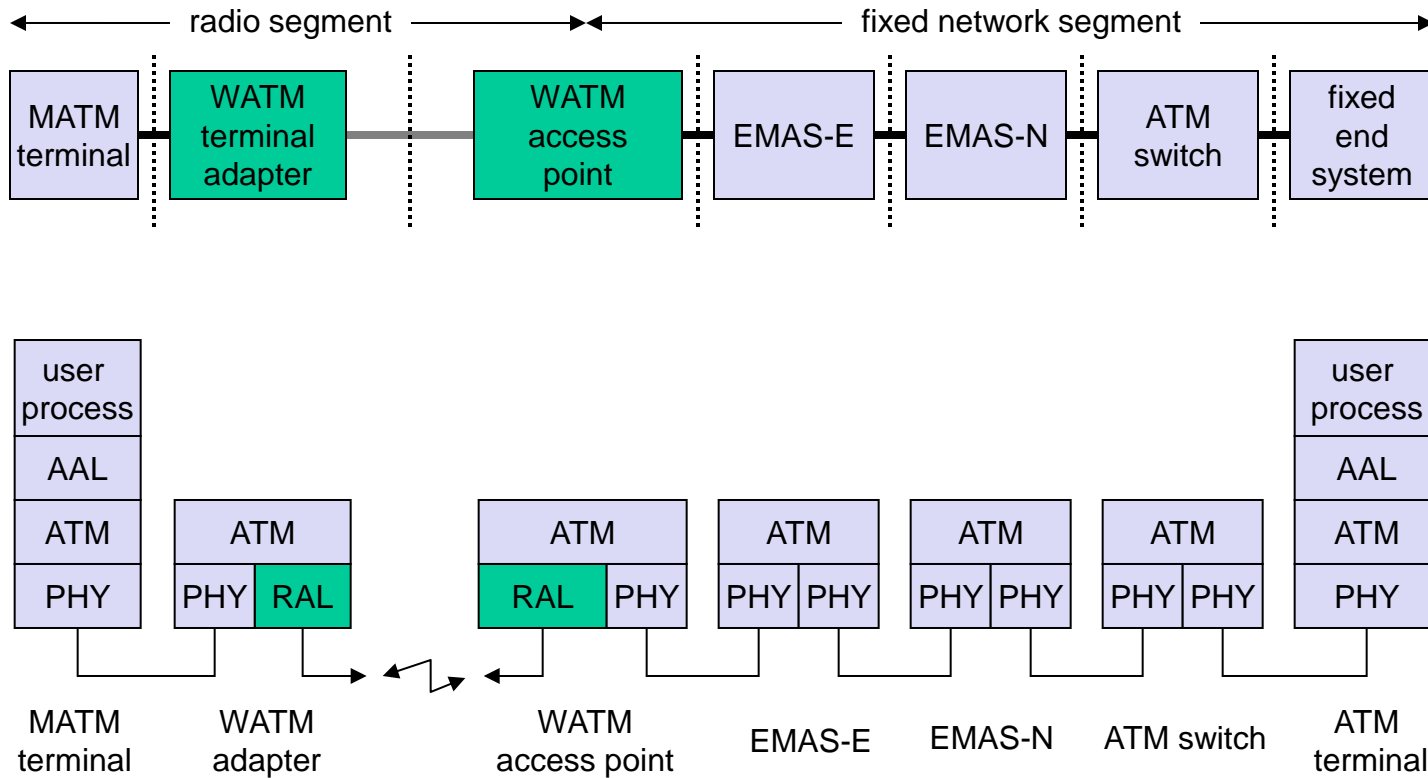 radio segment
fixed network segment
MATM
terminal
WATM
terminal
adapter
WATM
access
point
EMAS-E
EMAS-N
ATM
switch
fixed
end
system
user
process
AAL
ATM
PHY
ATM
PHY
RAL
ATM
RAL
PHY
ATM
PHY
PHY
ATM
PHY
PHY
ATM
PHY
PHY
user
process
AAL
ATM
PHY
MATM
terminal
WATM
adapter
WATM
access point
EMAS-E
EMAS-N
ATM switch
ATM
terminal